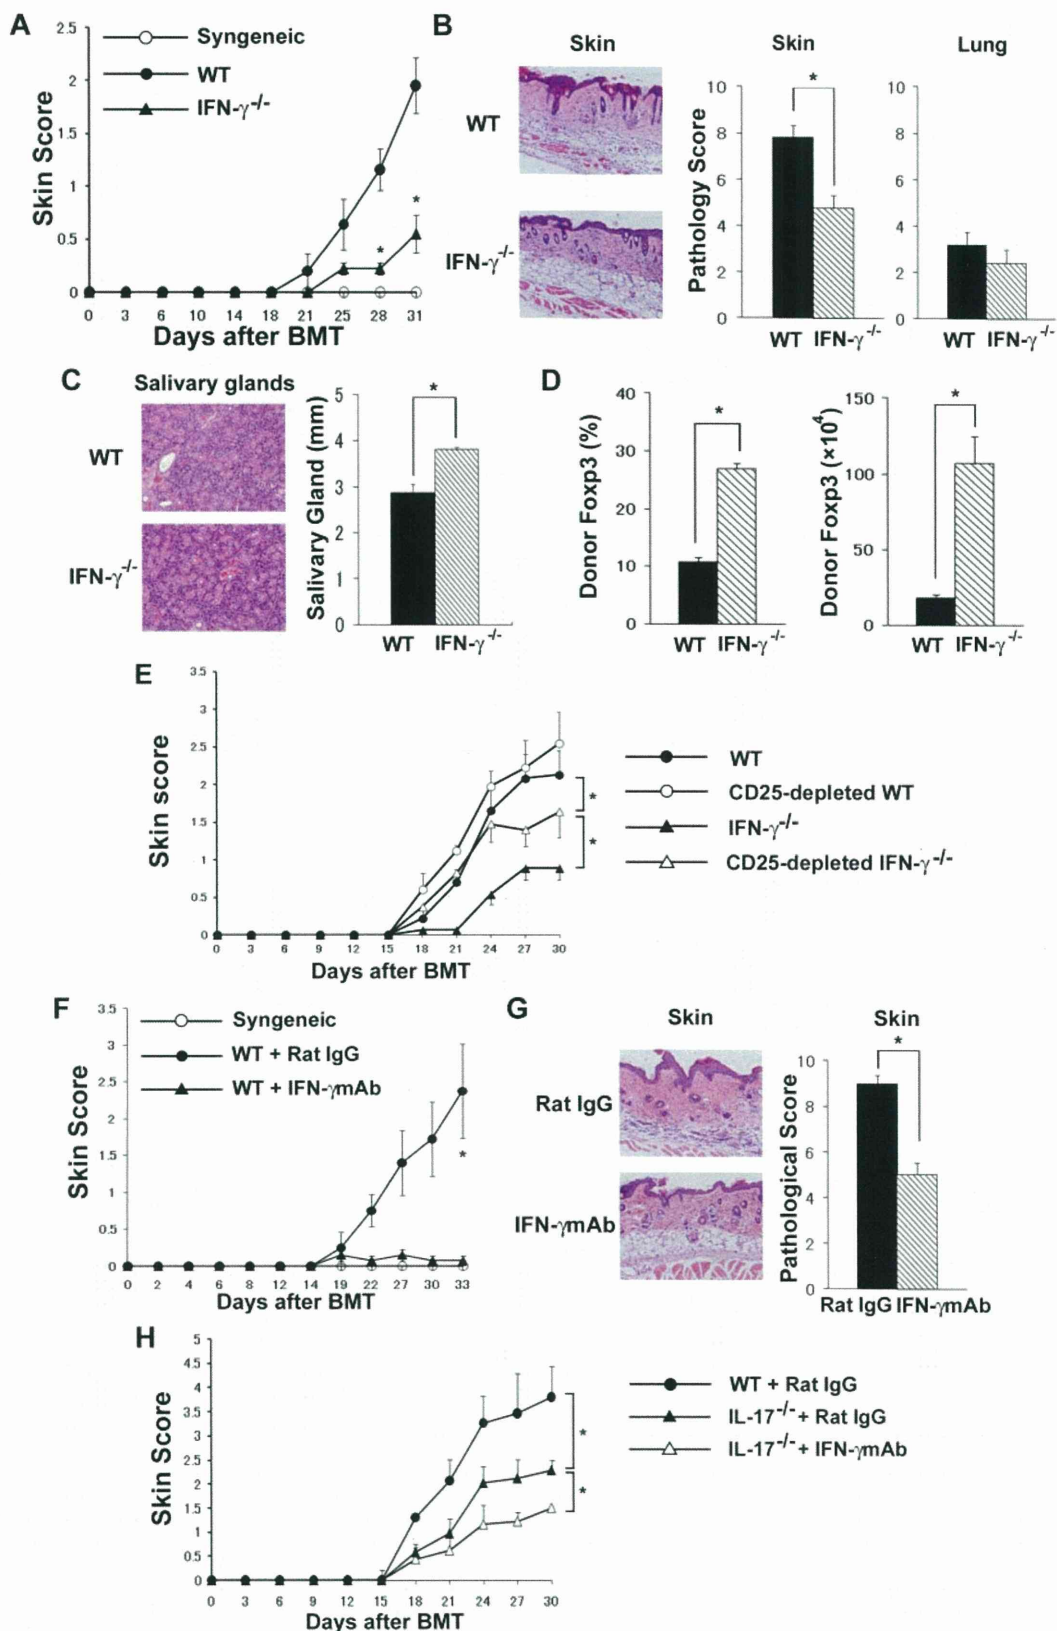 A
2.5
2
1.5
1
0.5
0
Skin Score
Syngeneic
WT
IFN-γ-/-
*
*
0 3 6 10 14 18 21 25 28 31
Days after BMT
B
Skin
WT
IFN-γ-/-
Skin
Pathology Score
10
8
6
4
2
0
*
WT IFN-γ-/-
Lung
10
8
6
4
2
0
WT IFN-γ-/-
C
Salivary glands
WT
IFN-γ-/-
Salivary Gland (mm)
5
4
3
2
1
0
*
WT IFN-γ-/-
D
Donor Foxp3 (%)
40
30
20
10
0
*
WT IFN-γ-/-
Donor Foxp3 (×10⁴)
150
100
50
0
*
WT IFN-γ-/-
E
Skin score
3.5
3
2.5
2
1.5
1
0.5
0
*
*
0 3 6 9 12 15 18 21 24 27 30
Days after BMT
WT
CD25-depleted WT
IFN-γ-/-
CD25-depleted IFN-γ-/-
F
Skin Score
3.5
3
2.5
2
1.5
1
0.5
0
Syngeneic
WT + Rat IgG
WT + IFN-γmAb
*
0 2 4 6 8 12 14 19 22 27 30 33
Days after BMT
G
Skin
Rat IgG
IFN-γmAb
Skin
Pathological Score
10
8
6
4
2
0
*
Rat IgG IFN-γmAb
H
Skin Score
5
4.5
4
3.5
3
2.5
2
1.5
1
0.5
0
*
*
0 3 6 9 12 15 18 21 24 27 30
Days after BMT
WT + Rat IgG
IL-17-/- + Rat IgG
IL-17-/- + IFN-γmAb